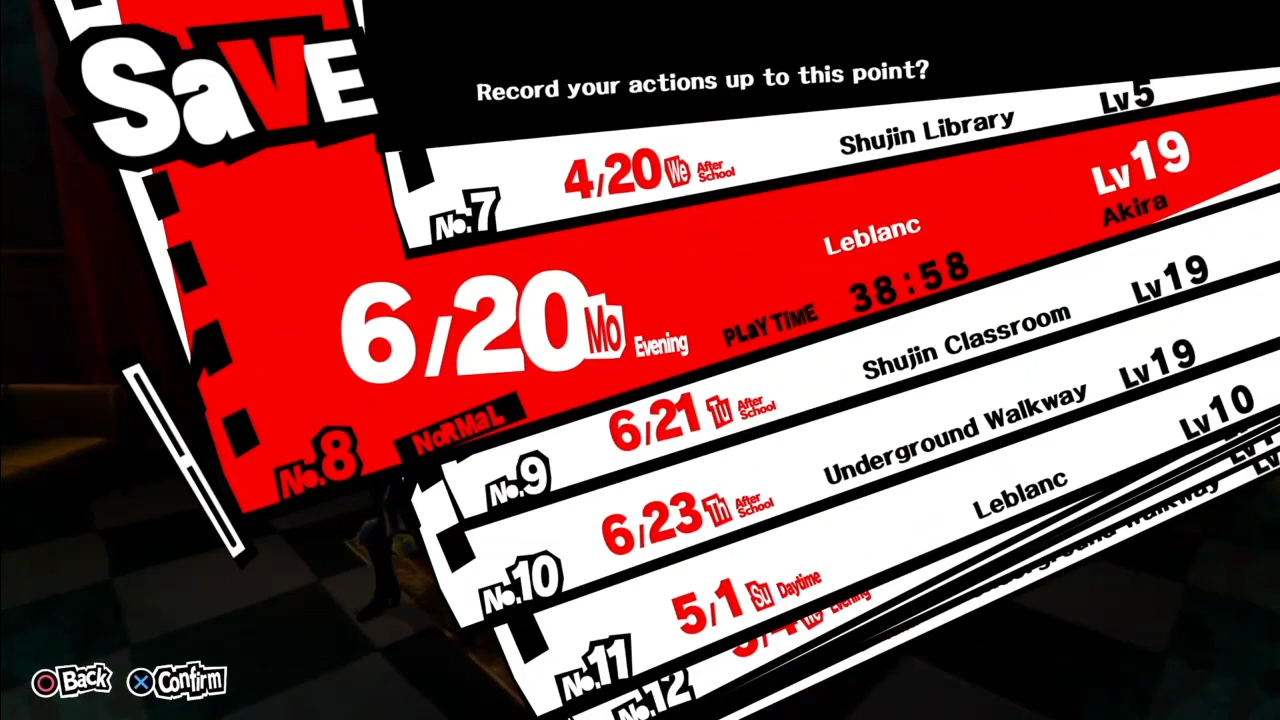 SaVE
Record your actions up to this point?
No.7 4/20 We After School Shujin Library Lv5
No.8 6/20 Mo Evening Leblanc Lv19
PLaY TiME 38:58 Akira
NoRMaL
No.9 6/21 Tu After School Shujin Classroom Lv19
No.10 6/23 Th After School Underground Walkway Lv19
No.11 5/1 Su Daytime Leblanc Lv10
No.12 Evening Walkway Lv
Back Confirm